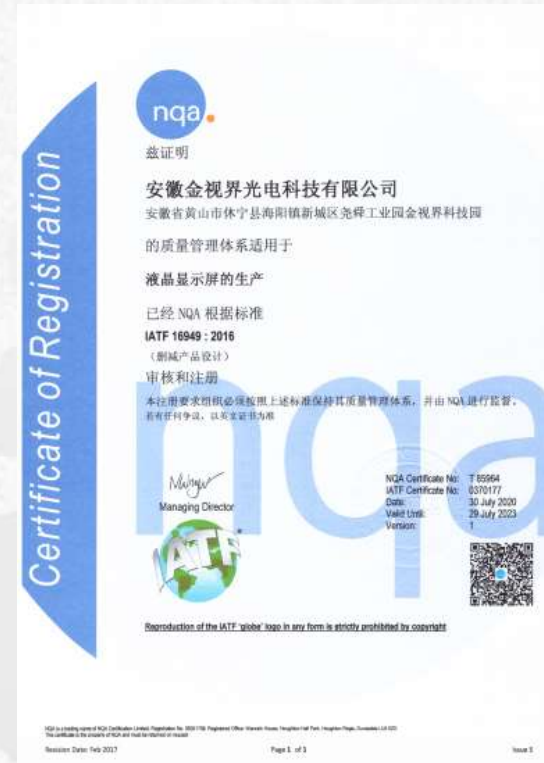 Certificate of Registration
nqa.
兹证明
安徽金视界光电科技有限公司
安徽省黄山市休宁县海阳镇新城区尧舜工业园金视界科技园
的质量管理体系适用于
液晶显示屏的生产
已经 NQA 根据标准
IATF 16949 : 2016
（删减产品设计）
审核和注册
本注册要求组织必须按照上述标准保持其质量管理体系，并由 NQA 进行监督，
若有任何争议，以英文证书为准
Managing Director
NQA Certificate No: T 85964
IATF Certificate No: 0370177
Date: 30 July 2020
Valid Until: 29 July 2023
Version: 1
IATF
nqa
Reproduction of the IATF "globe" logo in any form is strictly prohibited by copyright
Revision Date: Feb 2017 Page 1 of 1